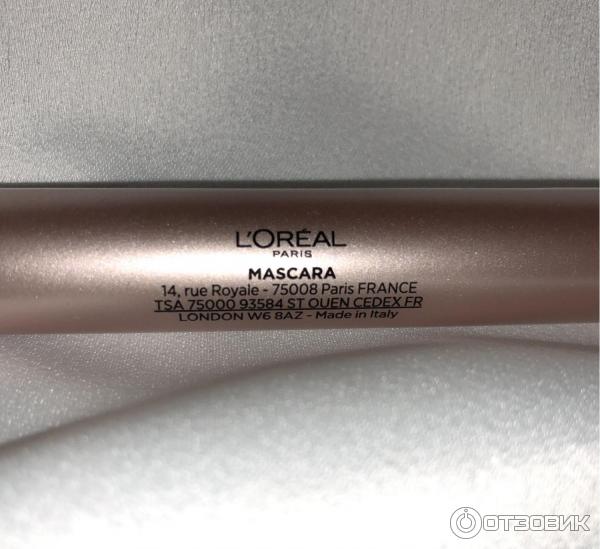 L'ORÉAL
PARIS
MASCARA
14, rue Royale - 75008 Paris FRANCE
TSA 75000 93584 ST OUEN CEDEX FR
LONDON W6 8AZ - Made in Italy
ОТЗОВИК